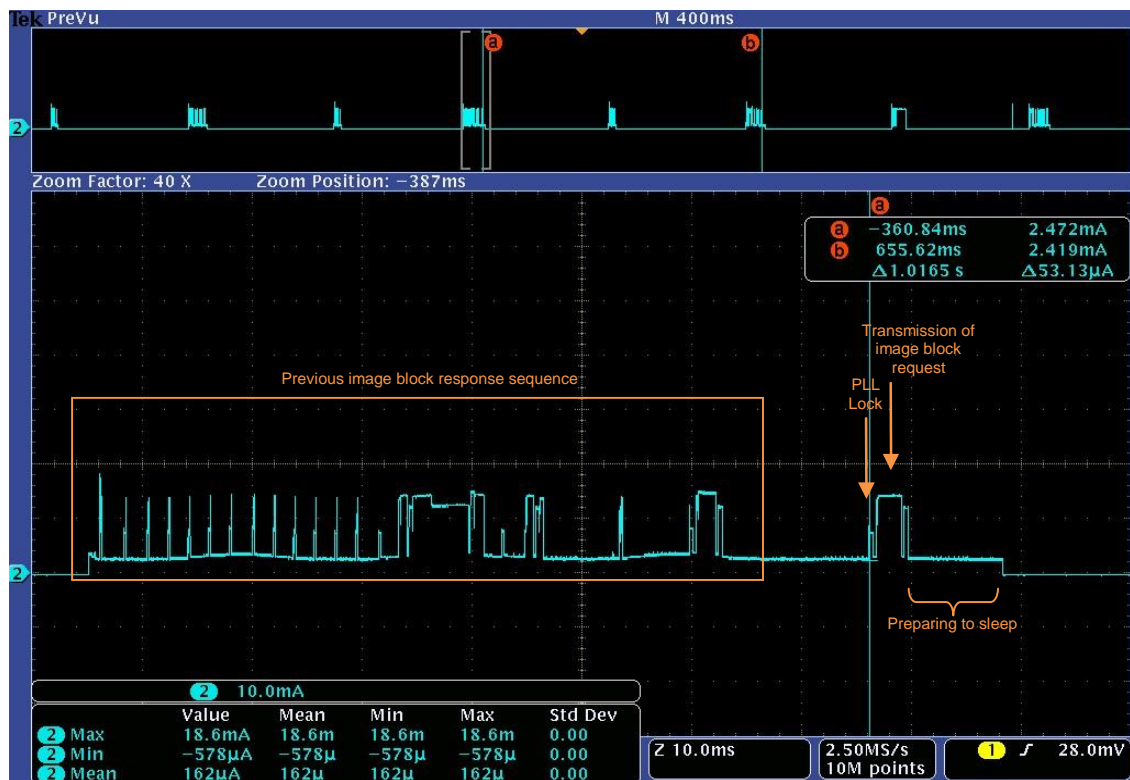 Tek PreVu M 400ms
a b
2
Zoom Factor: 40 X Zoom Position: −387ms
a
a −360.84ms 2.472mA
b 655.62ms 2.419mA
Δ1.0165 s Δ53.13µA
Transmission of
image block
request
Previous image block response sequence
PLL
Lock
2
Preparing to sleep
2 10.0mA
Value Mean Min Max Std Dev
2 Max 18.6mA 18.6m 18.6m 18.6m 0.00
2 Min −578µA −578µ −578µ −578µ 0.00
2 Mean 162µA 162µ 162µ 162µ 0.00
Z 10.0ms
2.50MS/s
10M points
1 28.0mV